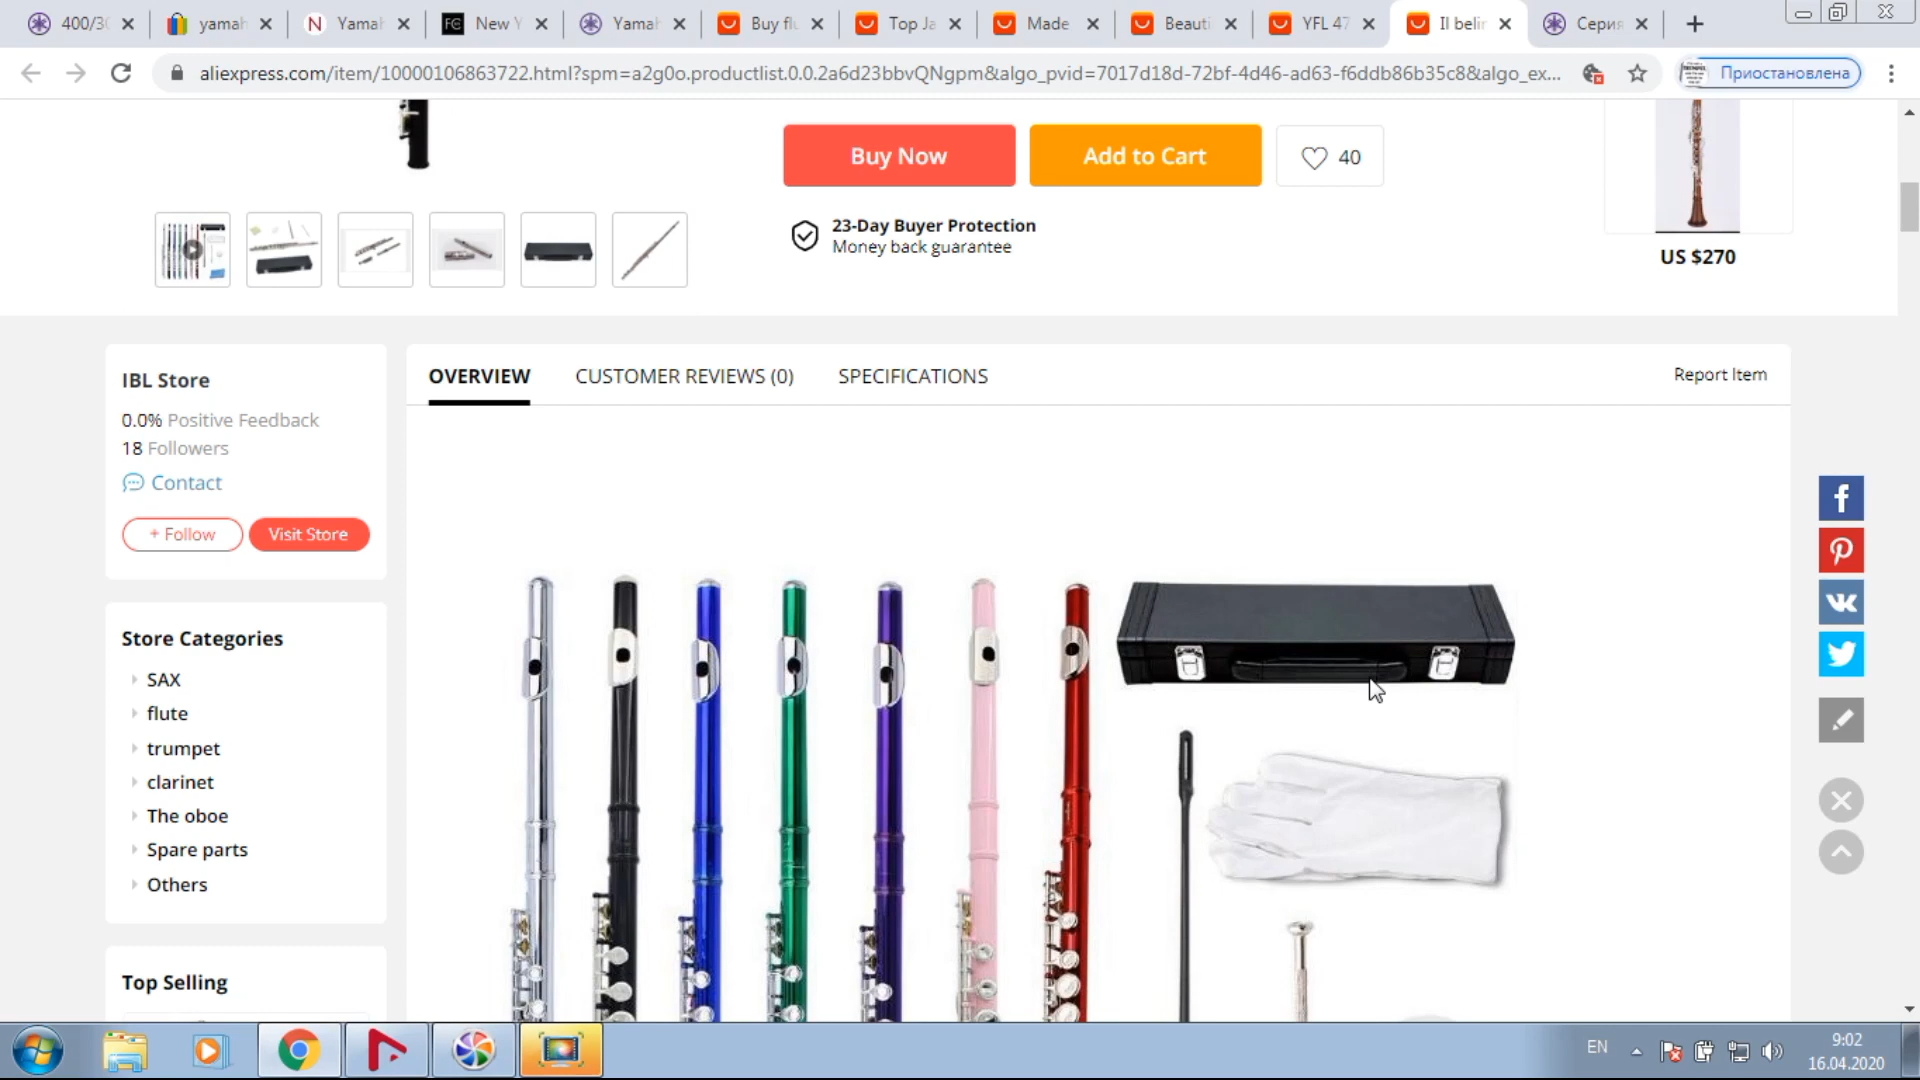 400/30
yamah
Yamah
New Y
Yamah
Buy flu
Top Ja
Made
Beauti
YFL 47
Il belin
Серия
aliexpress.com/item/10000106863722.html?spm=a2g0o.productlist.0.0.2a6d23bbvQNgpm&algo_pvid=7017d18d-72bf-4d46-ad63-f6ddb86b35c8&algo_ex...
Приостановлена
Buy Now
Add to Cart
40
23-Day Buyer Protection
Money back guarantee
US $270
IBL Store
0.0% Positive Feedback
18 Followers
Contact
+ Follow
Visit Store
OVERVIEW
CUSTOMER REVIEWS (0)
SPECIFICATIONS
Report Item
Store Categories
SAX
flute
trumpet
clarinet
The oboe
Spare parts
Others
Top Selling
EN
9:02
16.04.2020